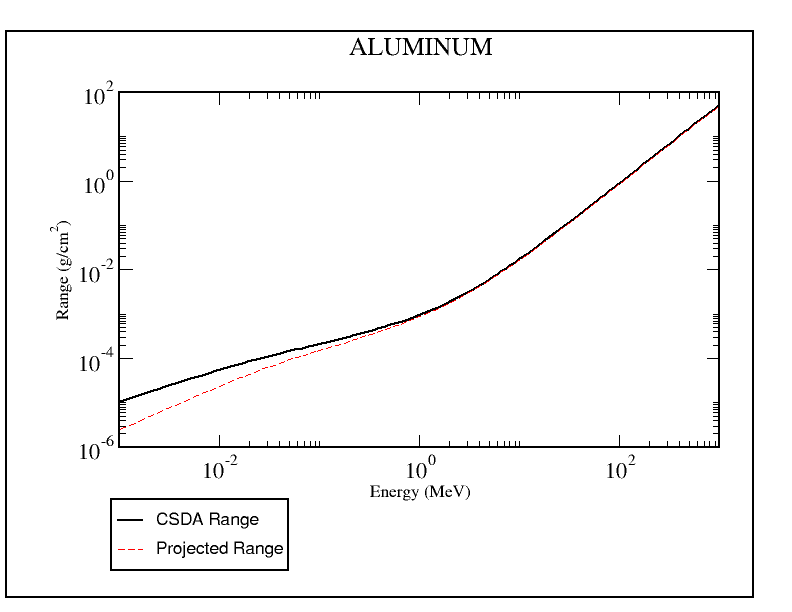 ALUMINUM
10^2
10^0
10^-2
10^-4
10^-6
Range (g/cm^2)
10^-2 10^0 10^2
Energy (MeV)
CSDA Range
Projected Range